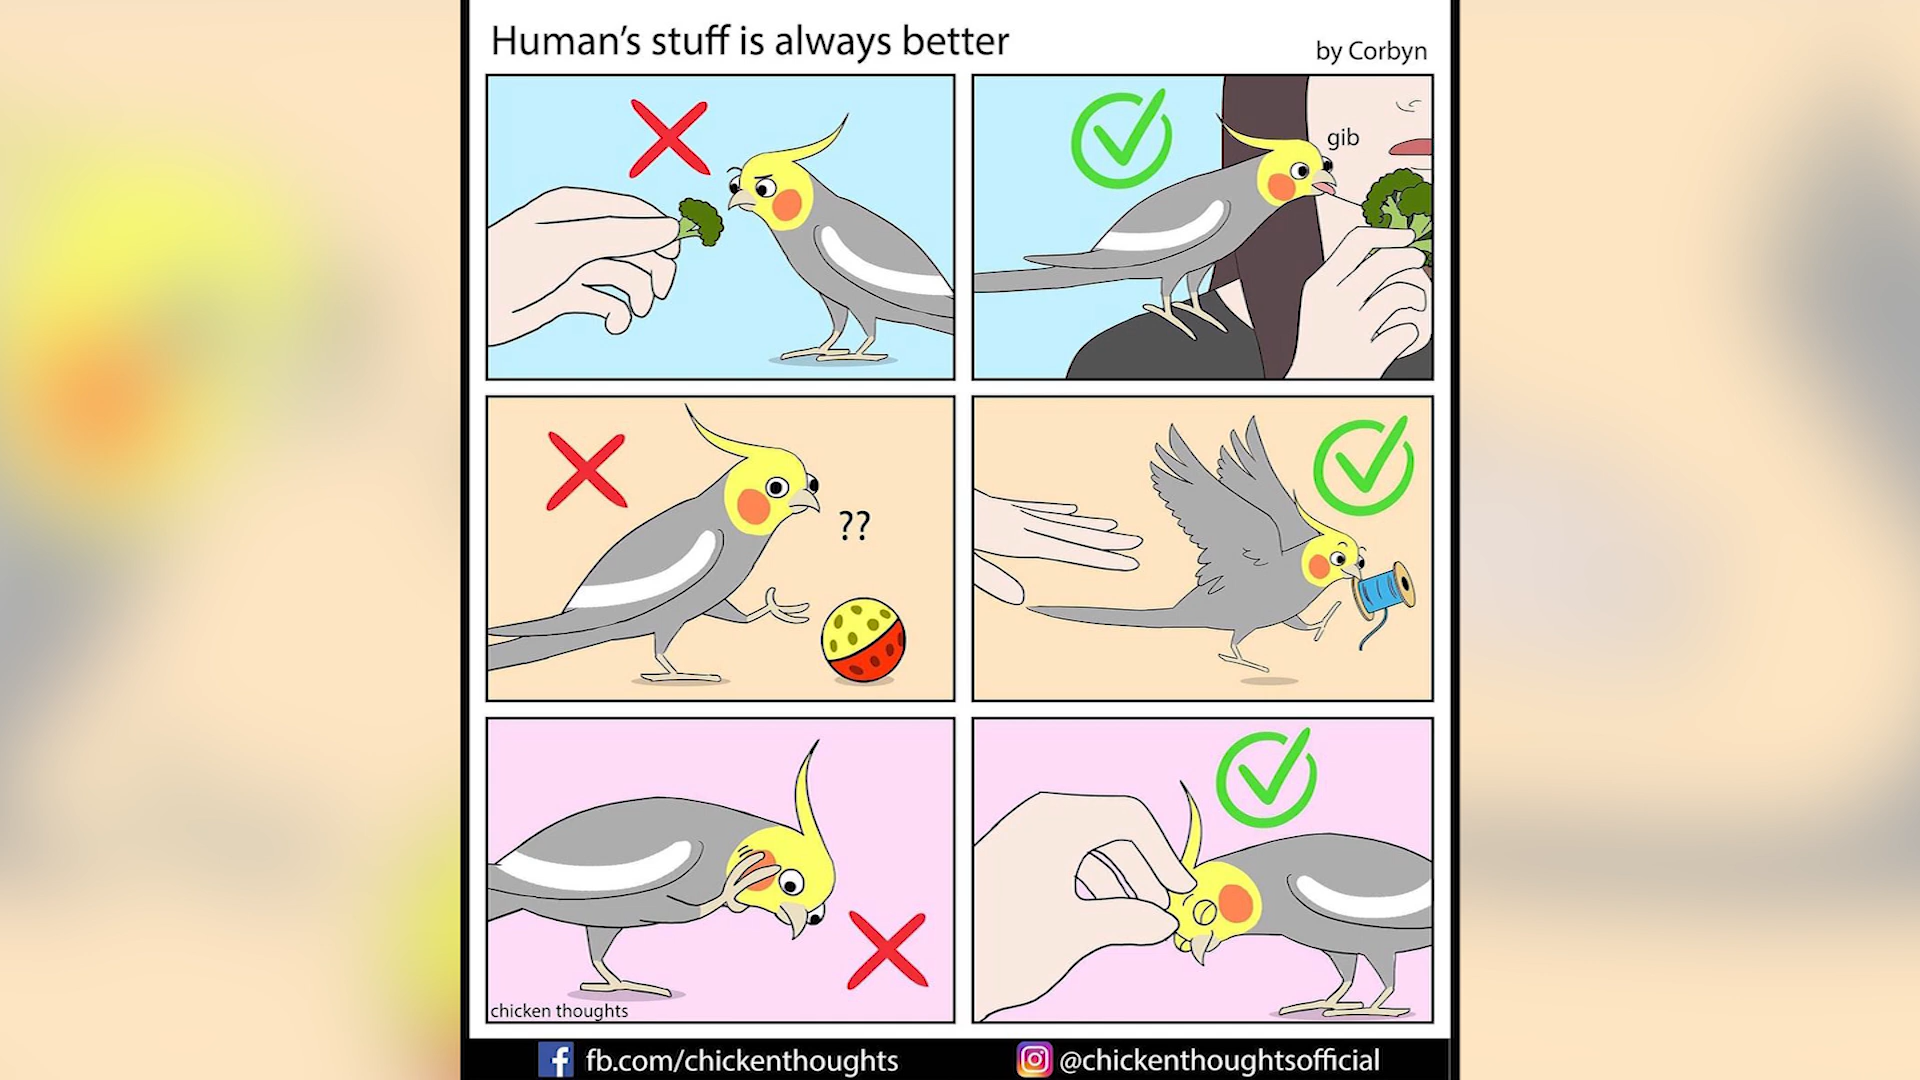 Human's stuff is always better
by Corbyn
gib
??
chicken thoughts
fb.com/chickenthoughts
@chickenthoughtsofficial